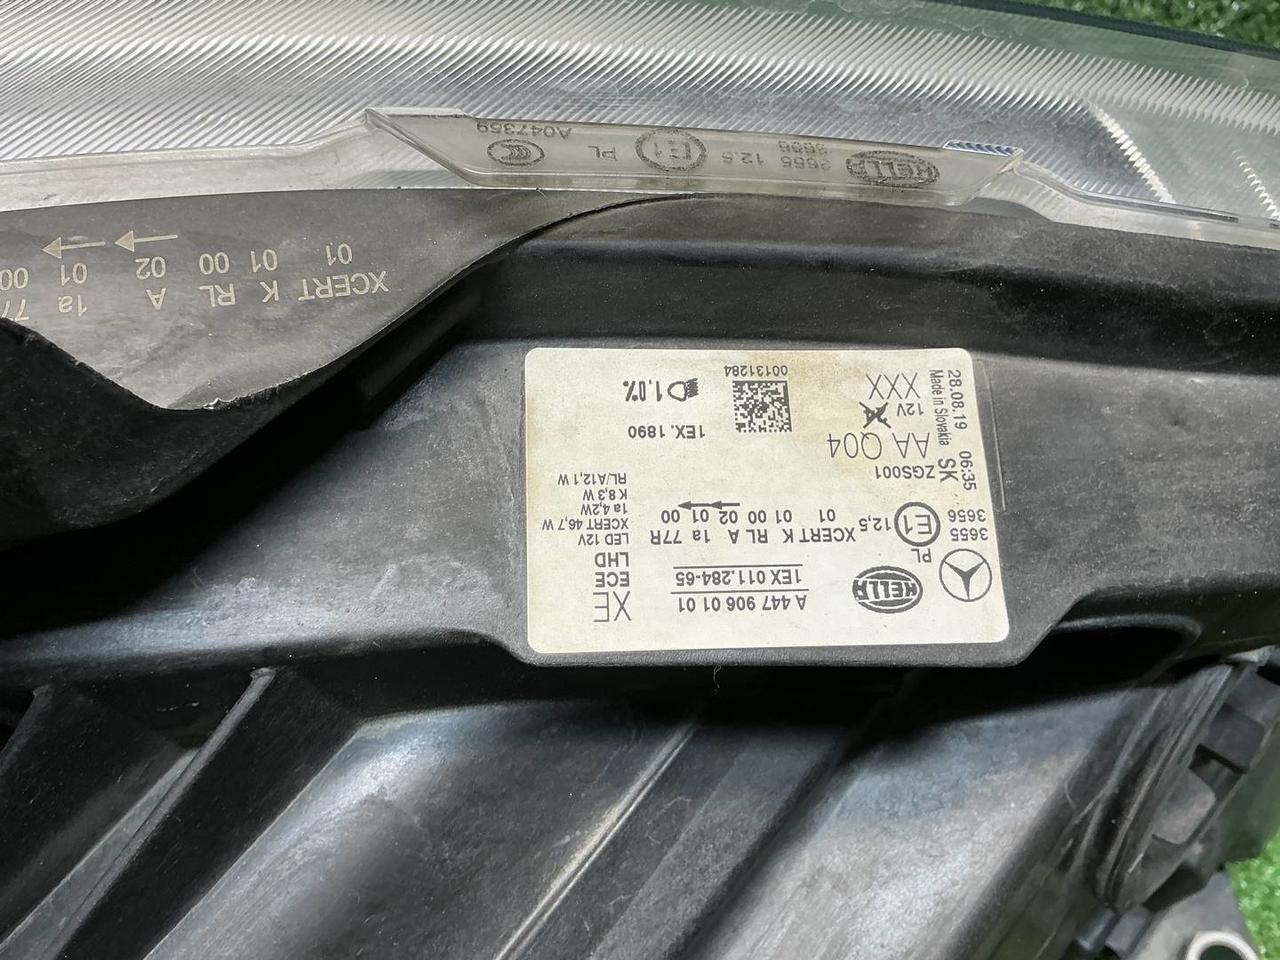 HELLA 3655 3656 12,5 E1 PL CCC A047359
XCERT K RL A 1a 77
01 01 00 02 01 00
A 447 906 01 01
1EX 011.284-65
XE
ECE
LHD
LED 12V
XCERT 46,7 W
1a 4,2W
K 8,3 W
RL/A12,1 W
HELLA
PL
E1
12,5
3655
3656
XCERT K RL A 1a 77R
01 01 00 02 01 00
ZGS001
SK
AA Q04
12V
XXX
1EX. 1890
1.0%
00131284
28.08.19 06:35
Made in Slovakia